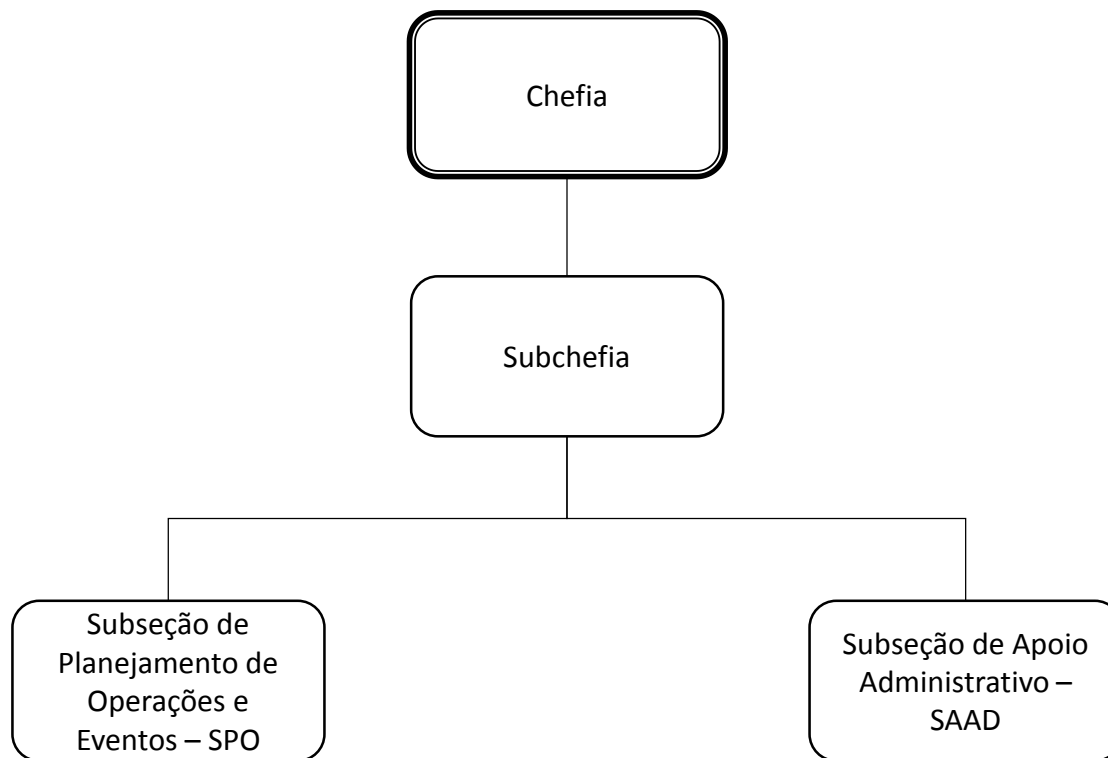 Chefia
Subchefia
Subseção de
Planejamento de
Operações e
Eventos – SPO
Subseção de Apoio
Administrativo –
SAAD